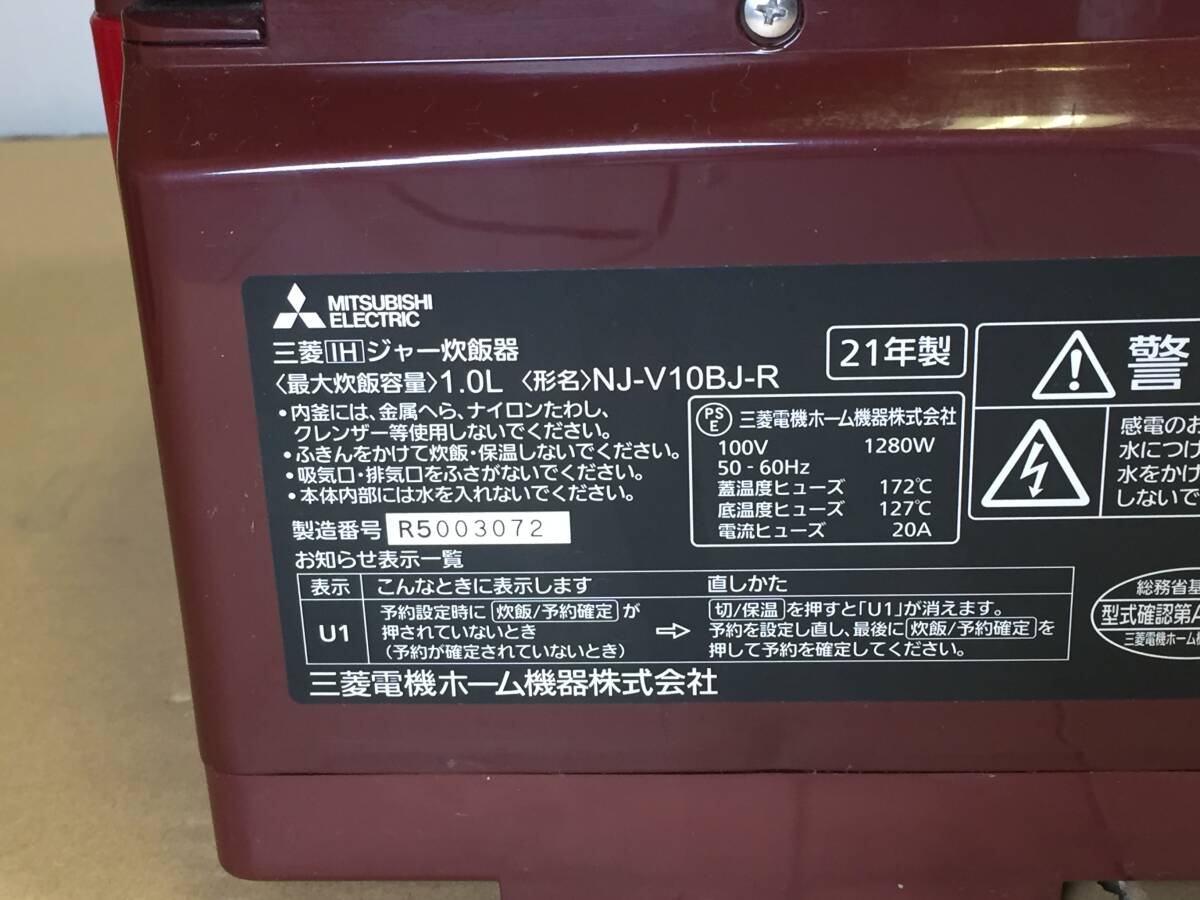 MITSUBISHI
ELECTRIC
三菱IHジャー炊飯器
〈最大炊飯容量〉1.0L 〈形名〉NJ-V10BJ-R
21年製
•内釜には、金属へら、ナイロンたわし、
クレンザー等使用しないでください。
•ふきんをかけて炊飯・保温しないでください。
•吸気口・排気口をふさがないでください。
•本体内部には水を入れないでください。
製造番号 R5003072
PS
E
三菱電機ホーム機器株式会社
100V 1280W
50 - 60Hz
蓋温度ヒューズ 172℃
底温度ヒューズ 127℃
電流ヒューズ 20A
警
感電のお
水につけ
水をかけ
しないで
お知らせ表示一覧
表示 こんなときに表示します 直しかた
U1
予約設定時に 炊飯/予約確定 が
押されていないとき
(予約が確定されていないとき)
⇨
切/保温 を押すと「U1」が消えます。
予約を設定し直し、最後に 炊飯/予約確定 を
押して予約を確定してください。
総務省基
型式確認第A
三菱電機ホーム機
三菱電機ホーム機器株式会社